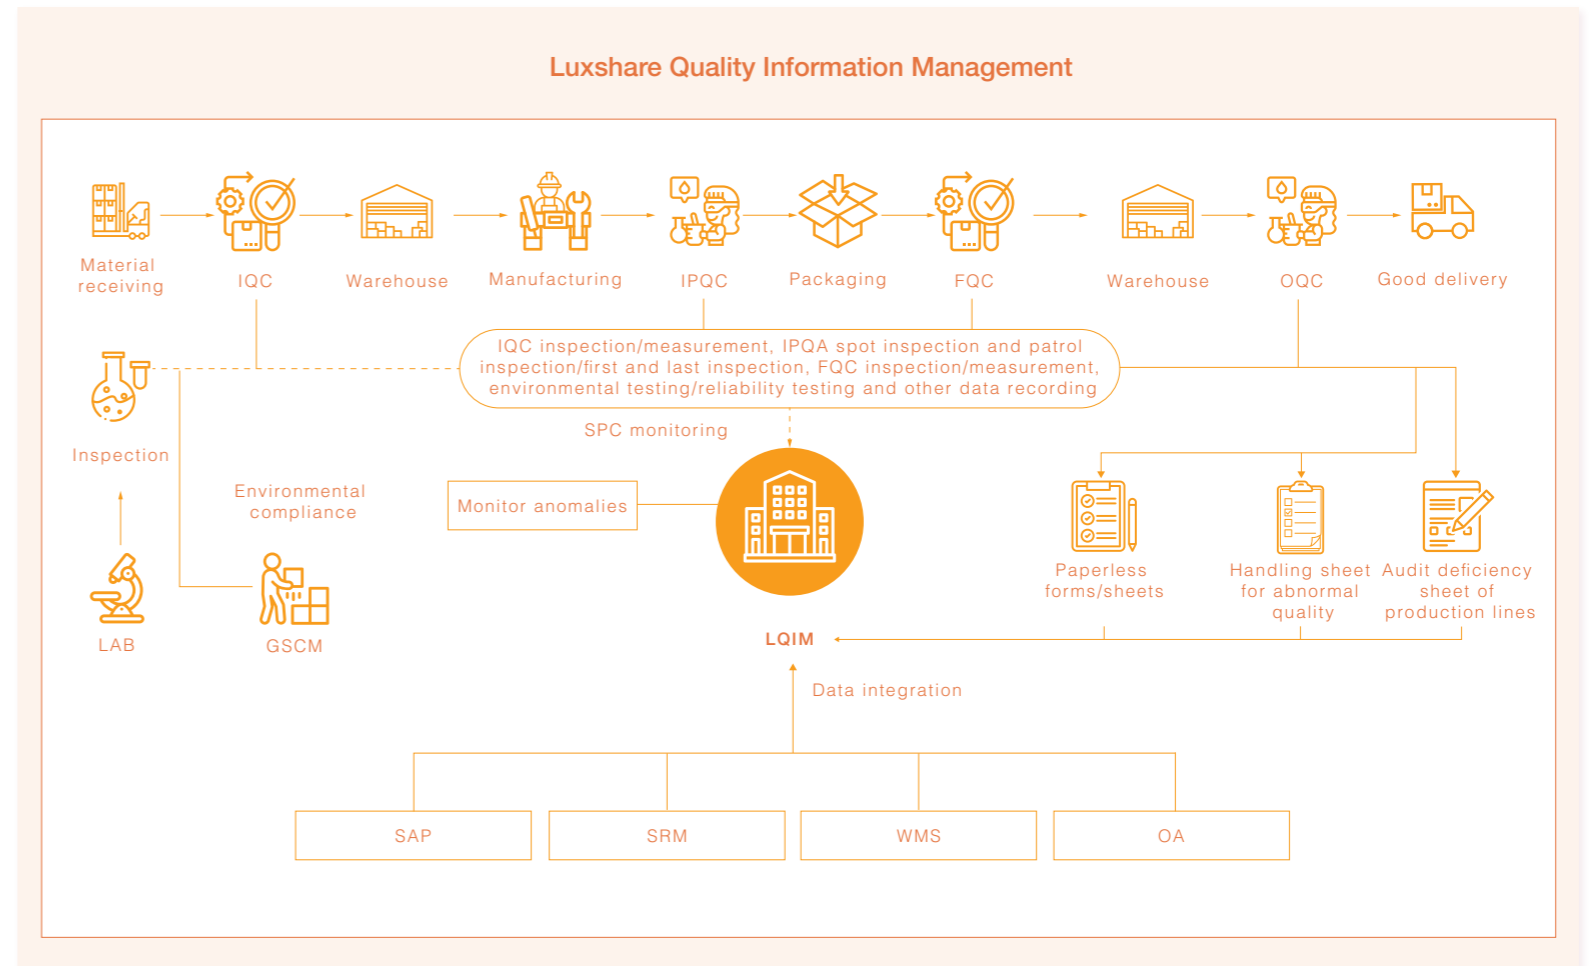 Luxshare Quality Information Management
Material
receiving
IQC
Warehouse
Manufacturing
IPQC
Packaging
FQC
Warehouse
OQC
Good delivery
IQC inspection/measurement, IPQA spot inspection and patrol
inspection/first and last inspection, FQC inspection/measurement,
environmental testing/reliability testing and other data recording
SPC monitoring
Inspection
Environmental
compliance
Monitor anomalies
LAB
GSCM
Paperless
forms/sheets
Handling sheet
for abnormal
quality
Audit deficiency
sheet of
production lines
LQIM
Data integration
SAP
SRM
WMS
OA